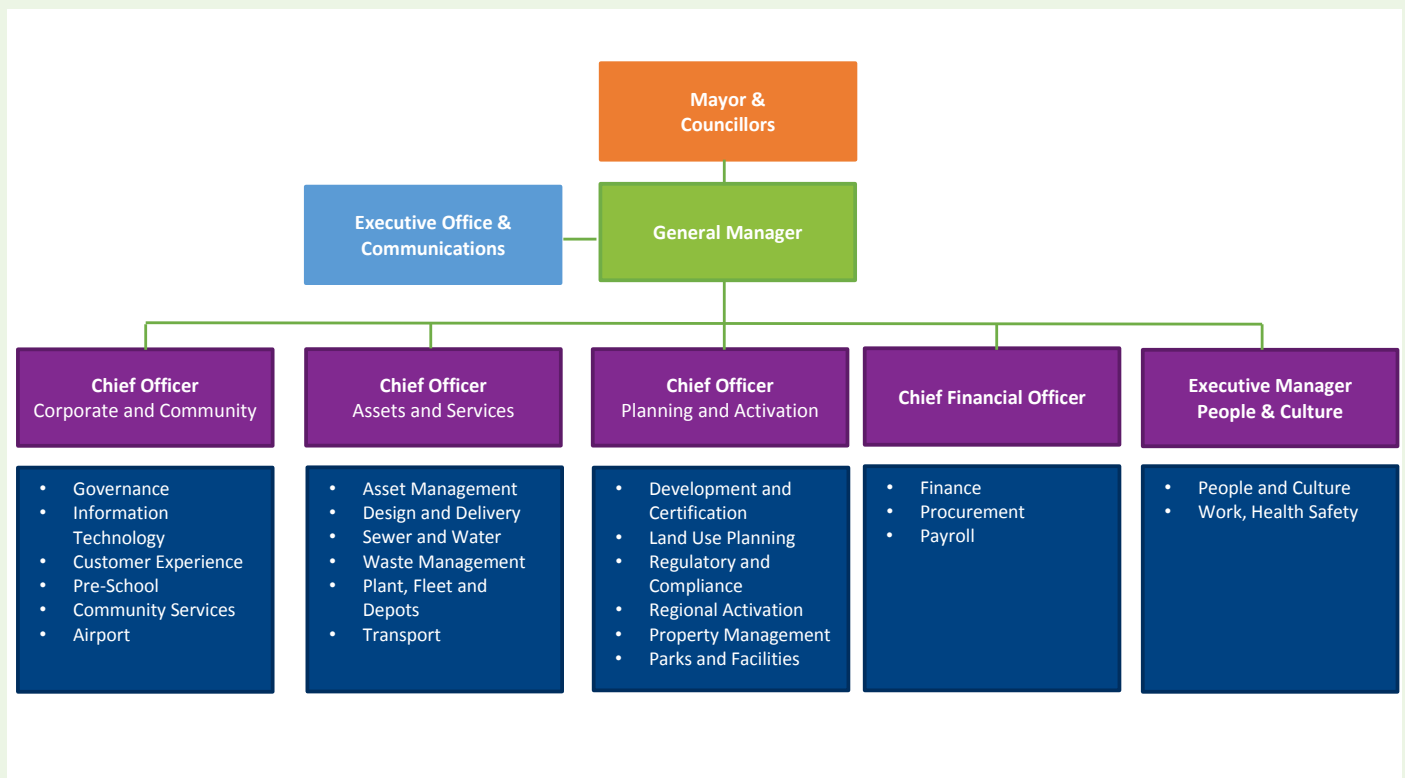 Mayor &
Councillors
Executive Office &
Communications
General Manager
Chief Officer
Corporate and Community
Chief Officer
Assets and Services
Chief Officer
Planning and Activation
Chief Financial Officer
Executive Manager
People & Culture
• Governance
• Information
Technology
• Customer Experience
• Pre-School
• Community Services
• Airport
• Asset Management
• Design and Delivery
• Sewer and Water
• Waste Management
• Plant, Fleet and
Depots
• Transport
• Development and
Certification
• Land Use Planning
• Regulatory and
Compliance
• Regional Activation
• Property Management
• Parks and Facilities
• Finance
• Procurement
• Payroll
• People and Culture
• Work, Health Safety